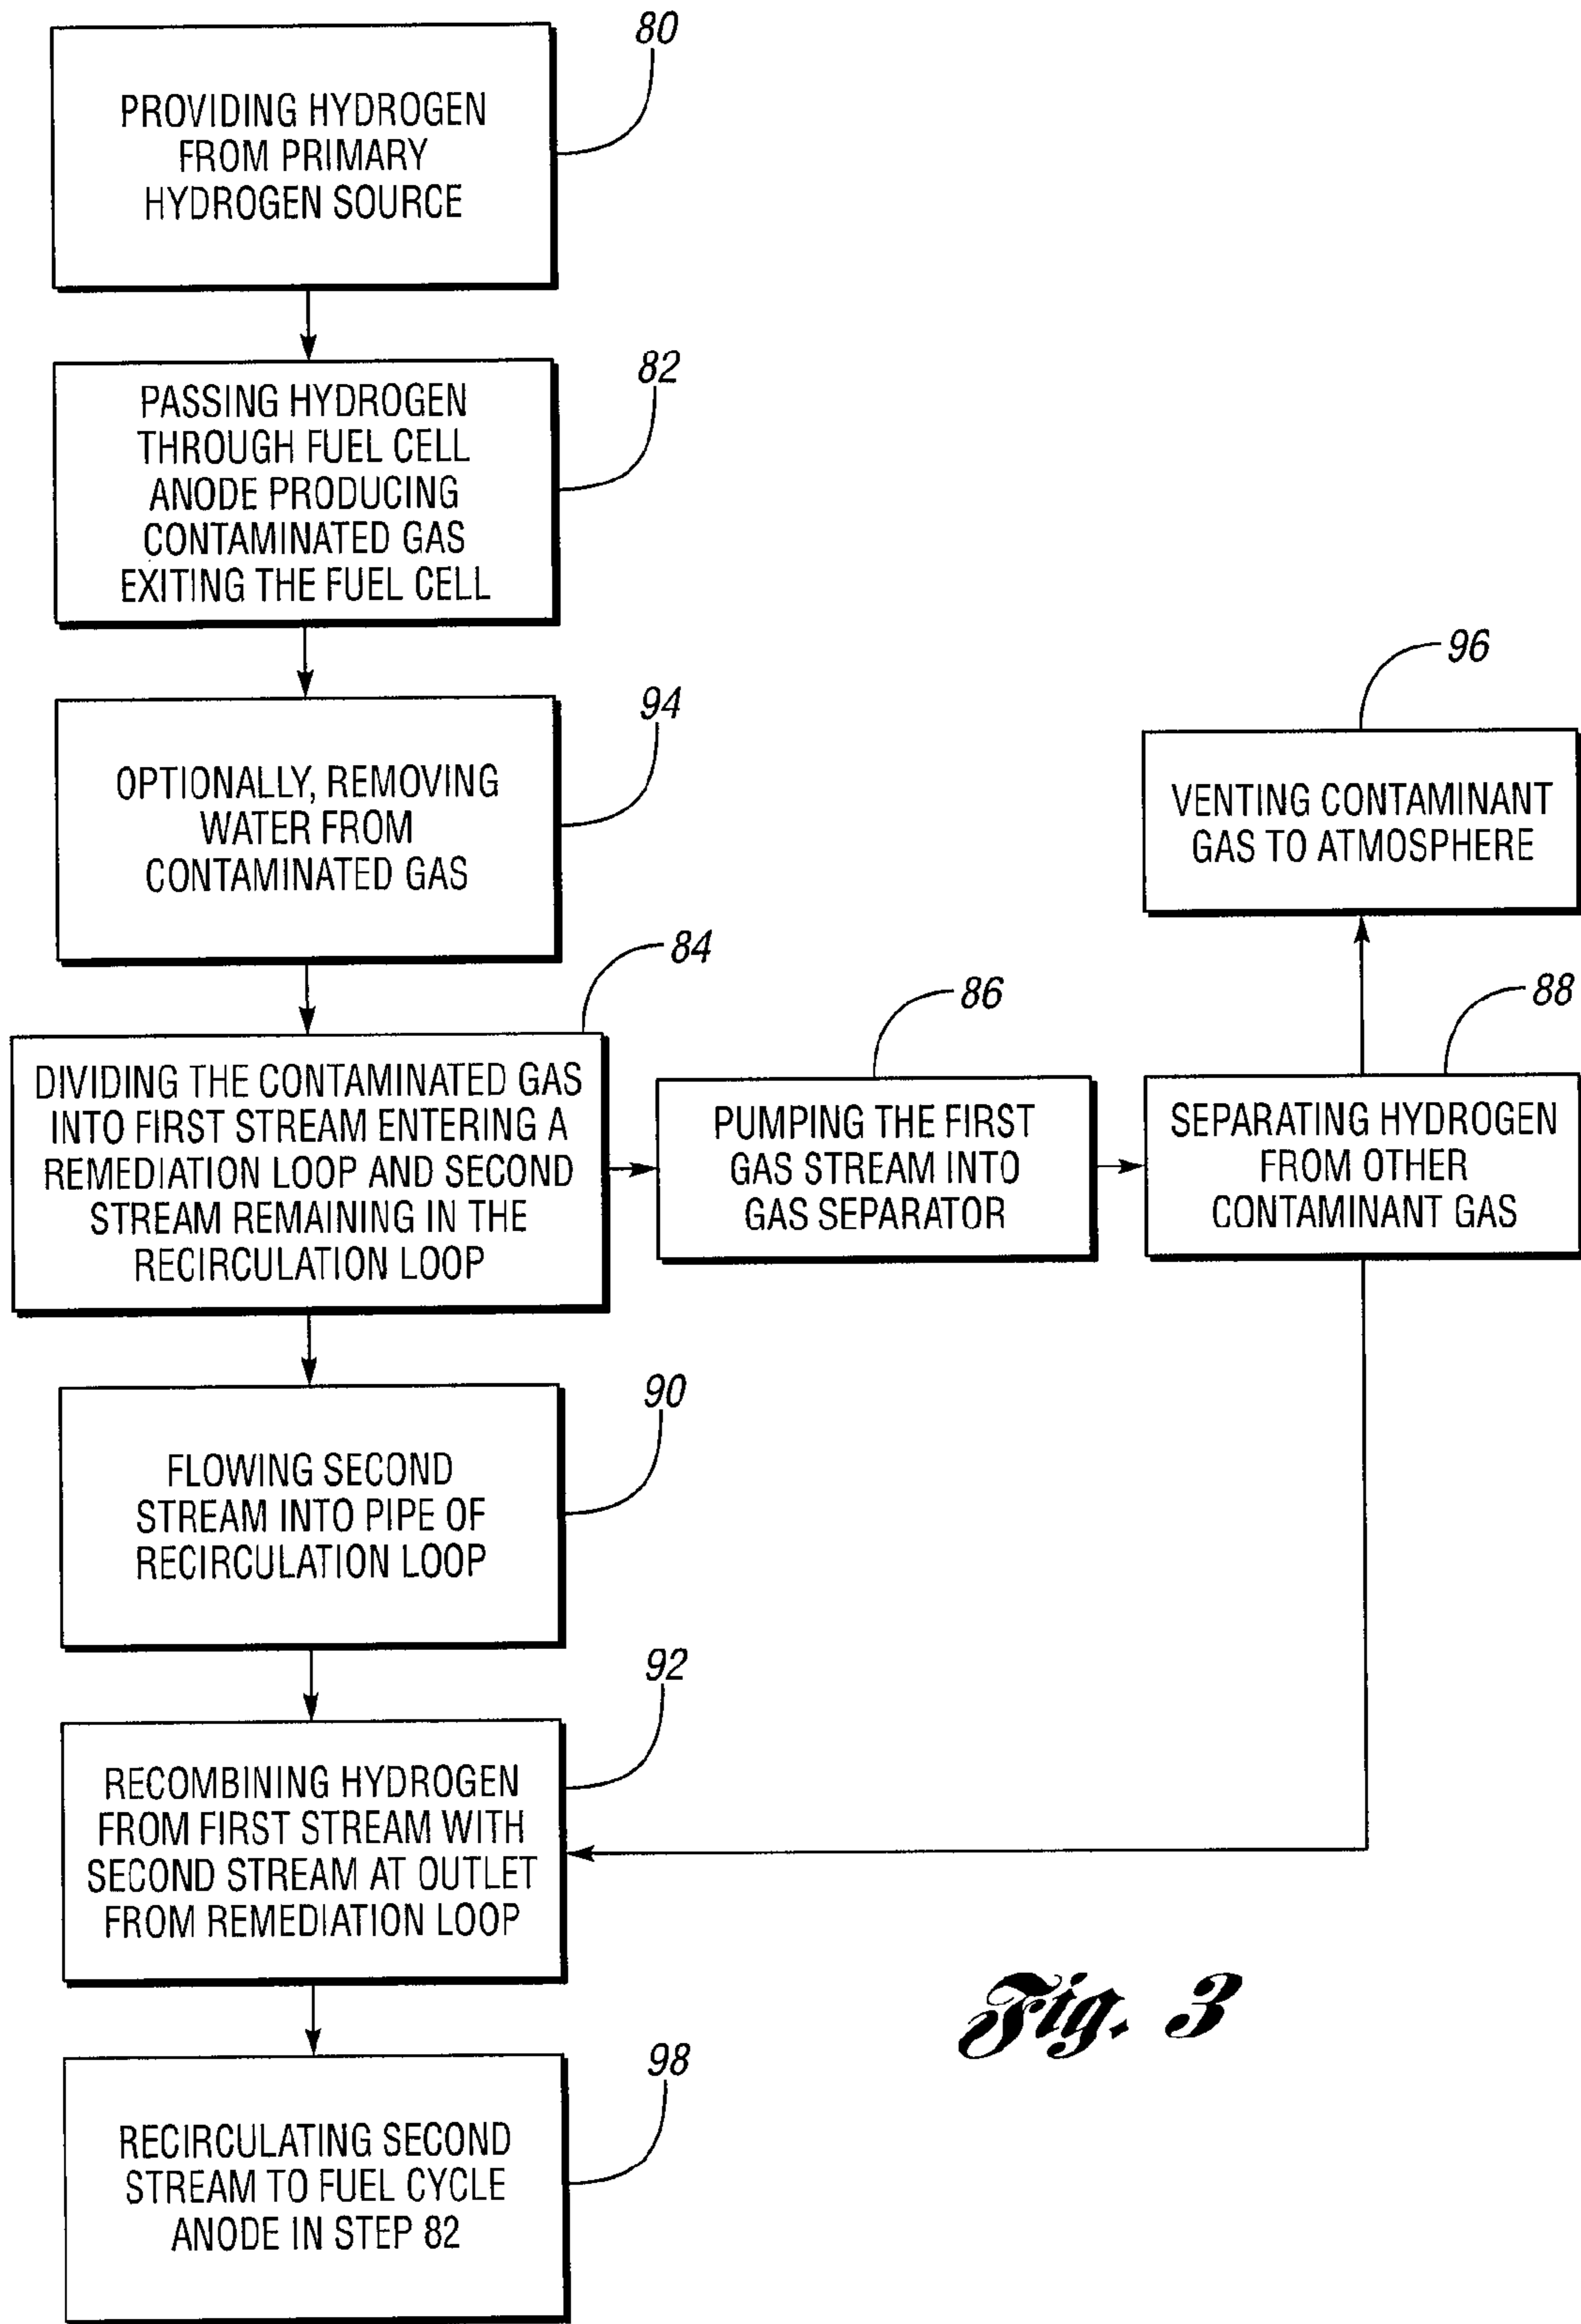 80
PROVIDING HYDROGEN
FROM PRIMARY
HYDROGEN SOURCE
82
PASSING HYDROGEN
THROUGH FUEL CELL
ANODE PRODUCING
CONTAMINATED GAS
EXITING THE FUEL CELL
94
OPTIONALLY, REMOVING
WATER FROM
CONTAMINATED GAS
96
VENTING CONTAMINANT
GAS TO ATMOSPHERE
84
DIVIDING THE CONTAMINATED GAS
INTO FIRST STREAM ENTERING A
REMEDIATION LOOP AND SECOND
STREAM REMAINING IN THE
RECIRCULATION LOOP
86
PUMPING THE FIRST
GAS STREAM INTO
GAS SEPARATOR
88
SEPARATING HYDROGEN
FROM OTHER
CONTAMINANT GAS
90
FLOWING SECOND
STREAM INTO PIPE OF
RECIRCULATION LOOP
92
RECOMBINING HYDROGEN
FROM FIRST STREAM WITH
SECOND STREAM AT OUTLET
FROM REMEDIATION LOOP
98
RECIRCULATING SECOND
STREAM TO FUEL CYCLE
ANODE IN STEP 82
Fig. 3